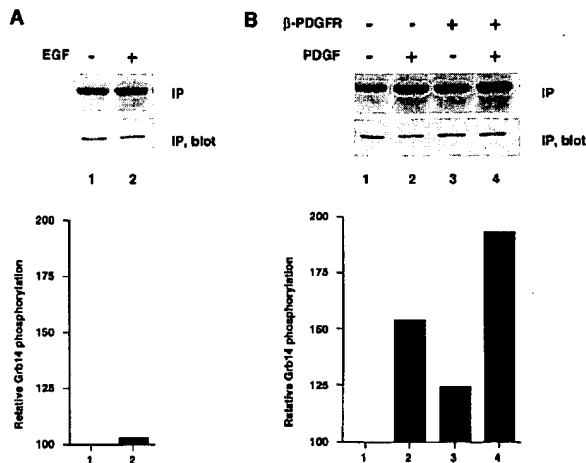 A
EGF - +
IP
IP, blot
1 2
200
175
150
125
100
Relative Grb14 phosphorylation
1 2
B
β-PDGFR - - + +
PDGF - + - +
IP
IP, blot
1 2 3 4
200
175
150
125
100
Relative Grb14 phosphorylation
1 2 3 4